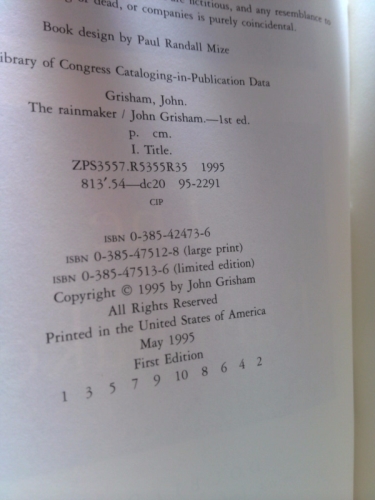 or dead, or companies is purely coincidental.
fictitious, and any resemblance to
Book design by Paul Randall Mize
ibrary of Congress Cataloging-in-Publication Data
Grisham, John.
The rainmaker / John Grisham.—1st ed.
p. cm.
I. Title.
ZPS3557.R5355R35 1995
813'.54—dc20 95-2291
CIP
ISBN 0-385-42473-6
ISBN 0-385-47512-8 (large print)
ISBN 0-385-47513-6 (limited edition)
Copyright © 1995 by John Grisham
All Rights Reserved
Printed in the United States of America
May 1995
First Edition
1 3 5 7 9 10 8 6 4 2